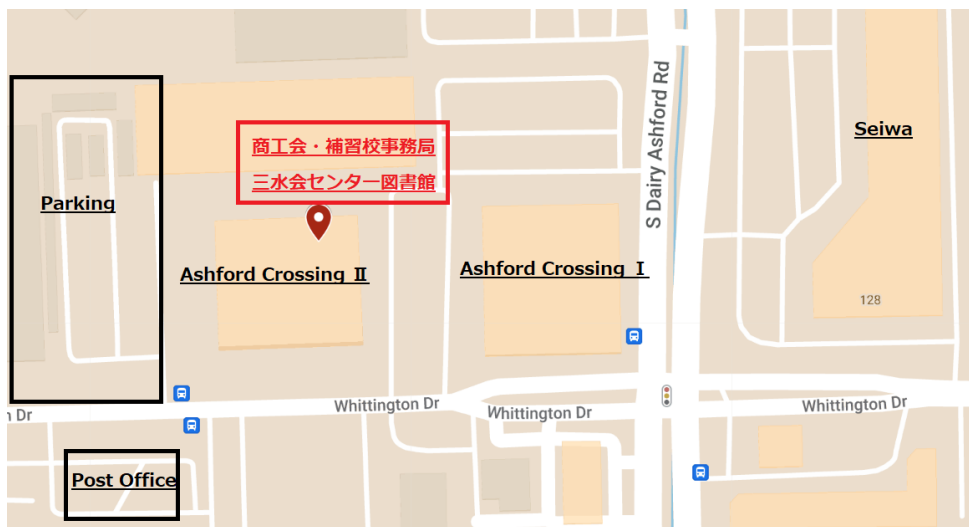 S Dairy Ashford Rd
Seiwa
商工会・補習校事務局
三水会センター図書館
Parking
Ashford Crossing Ⅱ
Ashford Crossing Ⅰ
128
n Dr
Whittington Dr
Whittington Dr
Whittington Dr
Post Office